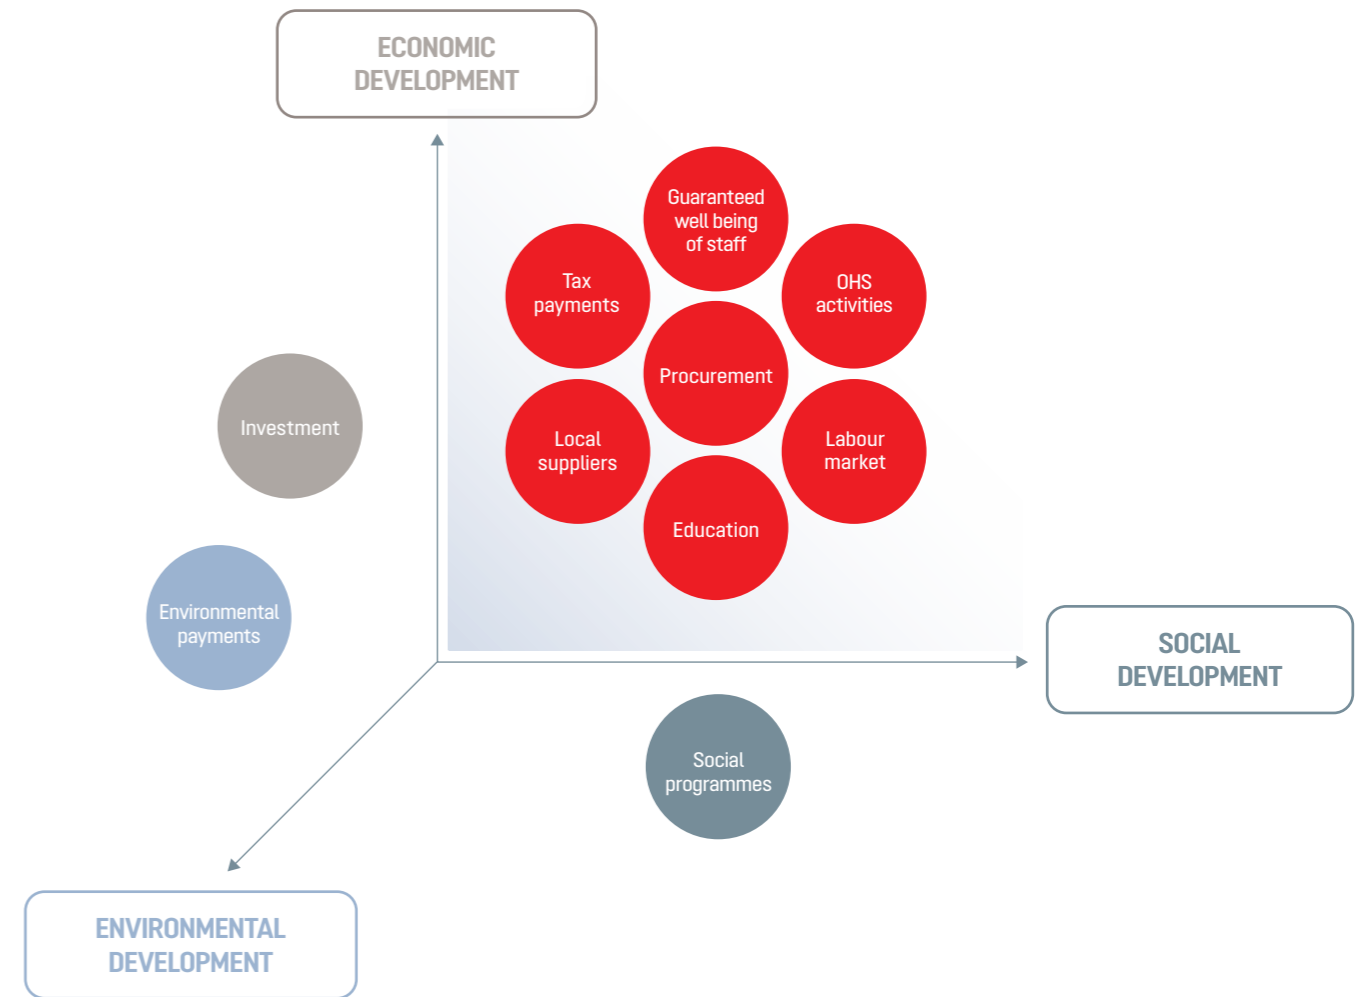 ECONOMIC
DEVELOPMENT
Guaranteed
well being
of staff
Tax
payments
OHS
activities
Procurement
Investment
Local
suppliers
Labour
market
Education
Environmental
payments
SOCIAL
DEVELOPMENT
Social
programmes
ENVIRONMENTAL
DEVELOPMENT